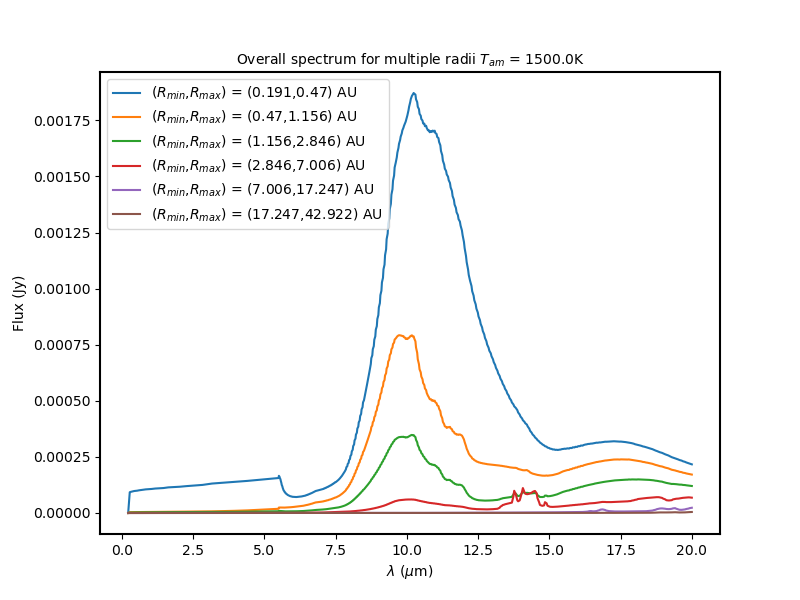 Overall spectrum for multiple radii T_am = 1500.0K
(R_min,R_max) = (0.191,0.47) AU
(R_min,R_max) = (0.47,1.156) AU
(R_min,R_max) = (1.156,2.846) AU
(R_min,R_max) = (2.846,7.006) AU
(R_min,R_max) = (7.006,17.247) AU
(R_min,R_max) = (17.247,42.922) AU
Flux (Jy)
0.00175
0.00150
0.00125
0.00100
0.00075
0.00050
0.00025
0.00000
0.0 2.5 5.0 7.5 10.0 12.5 15.0 17.5 20.0
λ (μm)